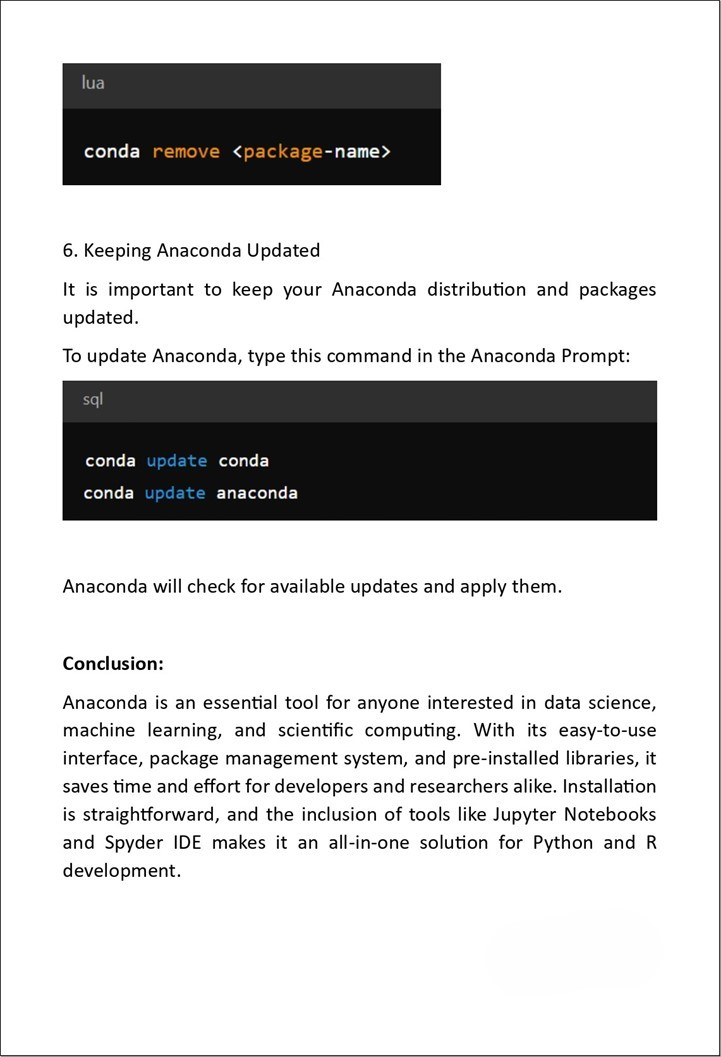 lua
conda remove <package-name>
6. Keeping Anaconda Updated
It is important to keep your Anaconda distribution and packages
updated.
To update Anaconda, type this command in the Anaconda Prompt:
sql
conda update conda
conda update anaconda
Anaconda will check for available updates and apply them.
Conclusion:
Anaconda is an essential tool for anyone interested in data science,
machine learning, and scientific computing. With its easy-to-use
interface, package management system, and pre-installed libraries, it
saves time and effort for developers and researchers alike. Installation
is straightforward, and the inclusion of tools like Jupyter Notebooks
and Spyder IDE makes it an all-in-one solution for Python and R
development.